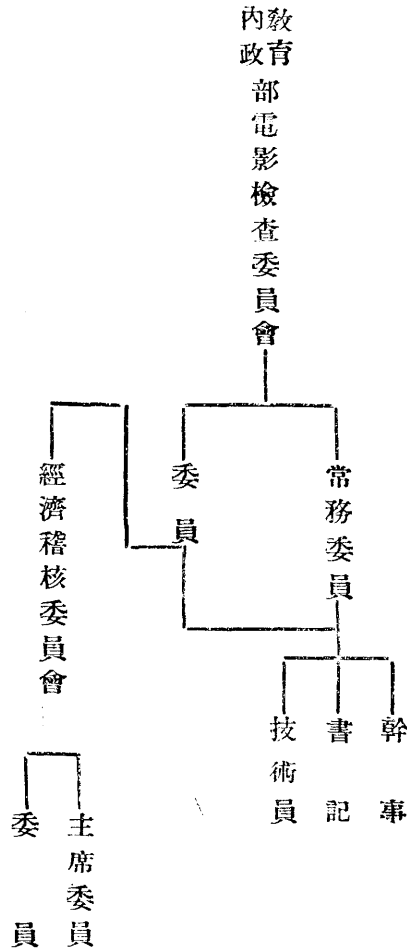 教育
內政
部電影檢查委員會
常務委員
委員
經濟稽核委員會
幹事
書記
技術員
主席委員
委員